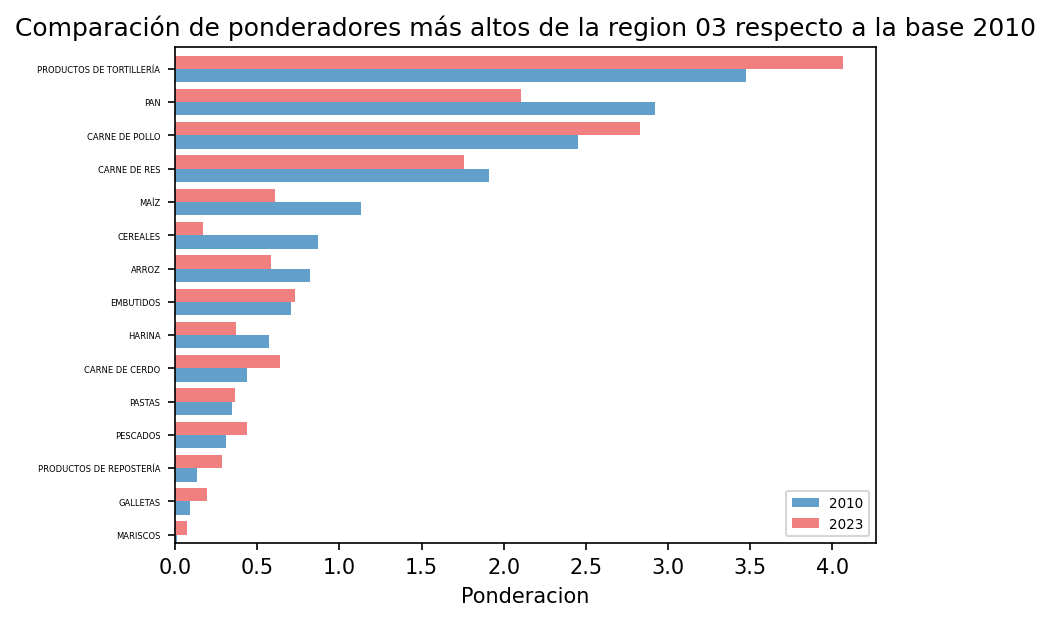 Comparación de ponderadores más altos de la region 03 respecto a la base 2010
PRODUCTOS DE TORTILLERÍA
PAN
CARNE DE POLLO
CARNE DE RES
MAÍZ
CEREALES
ARROZ
EMBUTIDOS
HARINA
CARNE DE CERDO
PASTAS
PESCADOS
PRODUCTOS DE REPOSTERÍA
GALLETAS
MARISCOS
2010
2023
0.0 0.5 1.0 1.5 2.0 2.5 3.0 3.5 4.0
Ponderacion